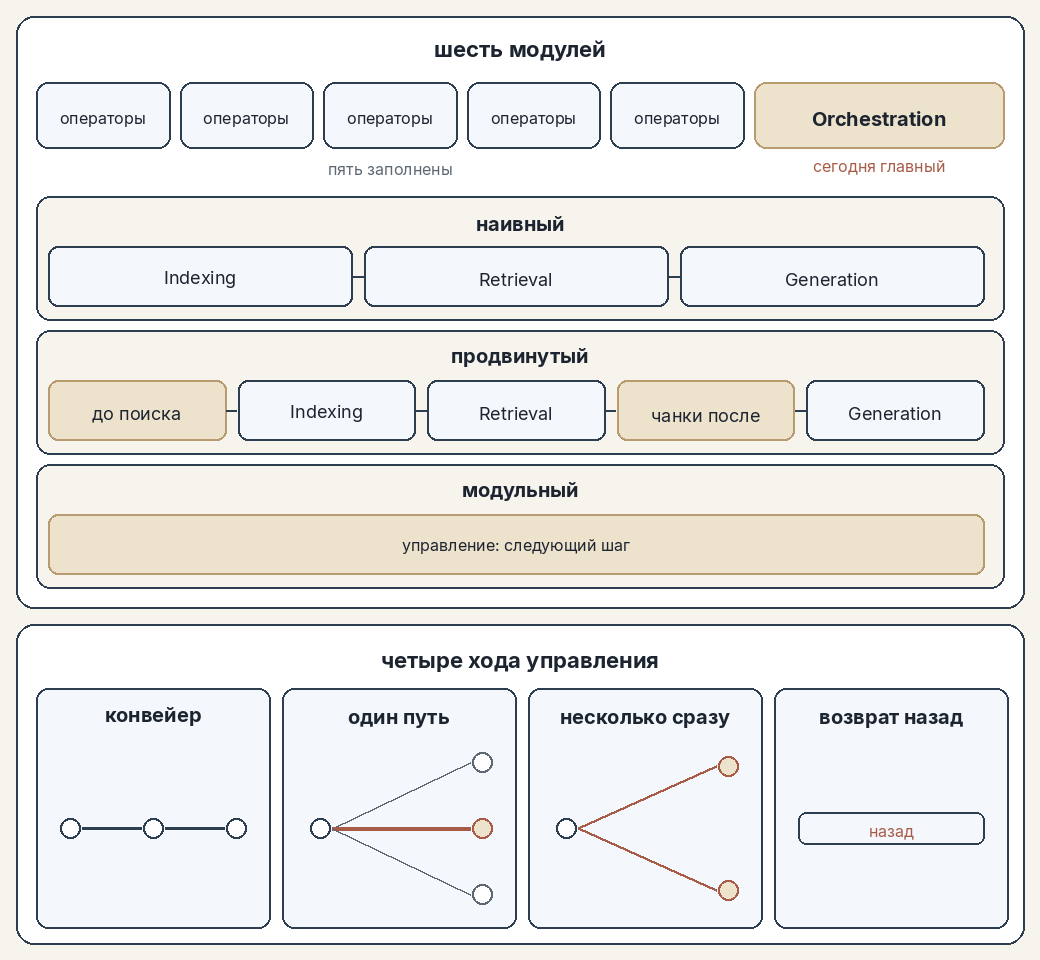 шесть модулей
операторы
операторы
операторы
операторы
операторы
Orchestration
пять заполнены
сегодня главный
наивный
Indexing
Retrieval
Generation
продвинутый
до поиска
Indexing
Retrieval
чанки после
Generation
модульный
управление: следующий шаг
четыре хода управления
конвейер
один путь
несколько сразу
возврат назад
назад